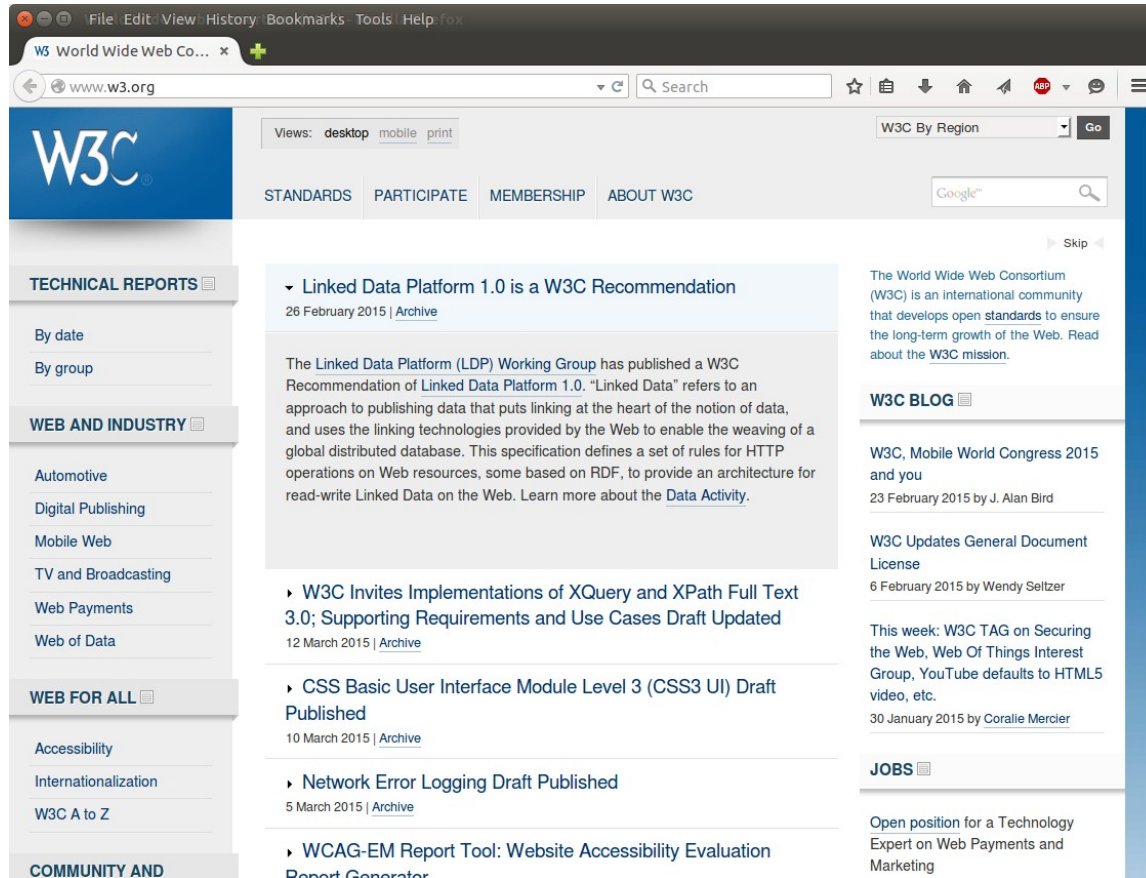 File Edit View History Bookmarks Tools Help
W3 World Wide Web Co... ×
www.w3.org
Search
ABP
W3C®
Views: desktop mobile print
W3C By Region
Go
STANDARDS PARTICIPATE MEMBERSHIP ABOUT W3C
Google™
Skip
TECHNICAL REPORTS
By date
By group
WEB AND INDUSTRY
Automotive
Digital Publishing
Mobile Web
TV and Broadcasting
Web Payments
Web of Data
WEB FOR ALL
Accessibility
Internationalization
W3C A to Z
COMMUNITY AND
Linked Data Platform 1.0 is a W3C Recommendation
26 February 2015 | Archive
The Linked Data Platform (LDP) Working Group has published a W3C
Recommendation of Linked Data Platform 1.0. “Linked Data” refers to an
approach to publishing data that puts linking at the heart of the notion of data,
and uses the linking technologies provided by the Web to enable the weaving of a
global distributed database. This specification defines a set of rules for HTTP
operations on Web resources, some based on RDF, to provide an architecture for
read-write Linked Data on the Web. Learn more about the Data Activity.
W3C Invites Implementations of XQuery and XPath Full Text
3.0; Supporting Requirements and Use Cases Draft Updated
12 March 2015 | Archive
CSS Basic User Interface Module Level 3 (CSS3 UI) Draft
Published
10 March 2015 | Archive
Network Error Logging Draft Published
5 March 2015 | Archive
WCAG-EM Report Tool: Website Accessibility Evaluation
Report Generator
The World Wide Web Consortium
(W3C) is an international community
that develops open standards to ensure
the long-term growth of the Web. Read
about the W3C mission.
W3C BLOG
W3C, Mobile World Congress 2015
and you
23 February 2015 by J. Alan Bird
W3C Updates General Document
License
6 February 2015 by Wendy Seltzer
This week: W3C TAG on Securing
the Web, Web Of Things Interest
Group, YouTube defaults to HTML5
video, etc.
30 January 2015 by Coralie Mercier
JOBS
Open position for a Technology
Expert on Web Payments and
Marketing